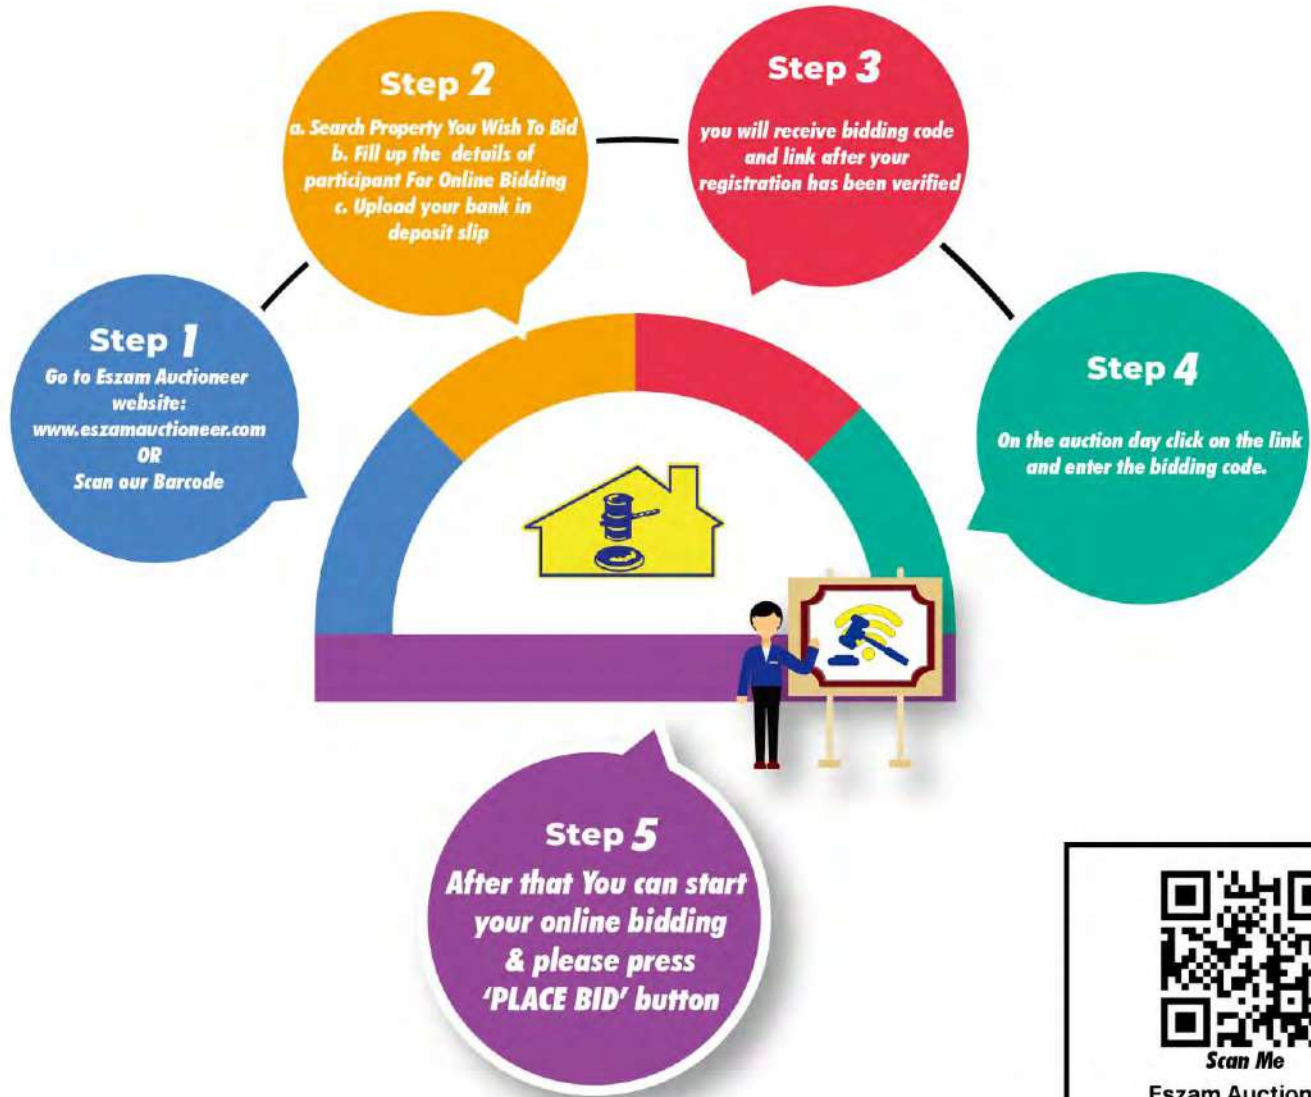 Step 1
Go to Eszam Auctioneer
website:
www.eszamauctioneer.com
OR
Scan our Barcode
Step 2
a. Search Property You Wish To Bid
b. Fill up the details of
participant For Online Bidding
c. Upload your bank in
deposit slip
Step 3
you will receive bidding code
and link after your
registration has been verified
Step 4
On the auction day click on the link
and enter the bidding code.
Step 5
After that You can start
your online bidding
& please press
‘PLACE BID’ button
Scan Me
Eszam Auction